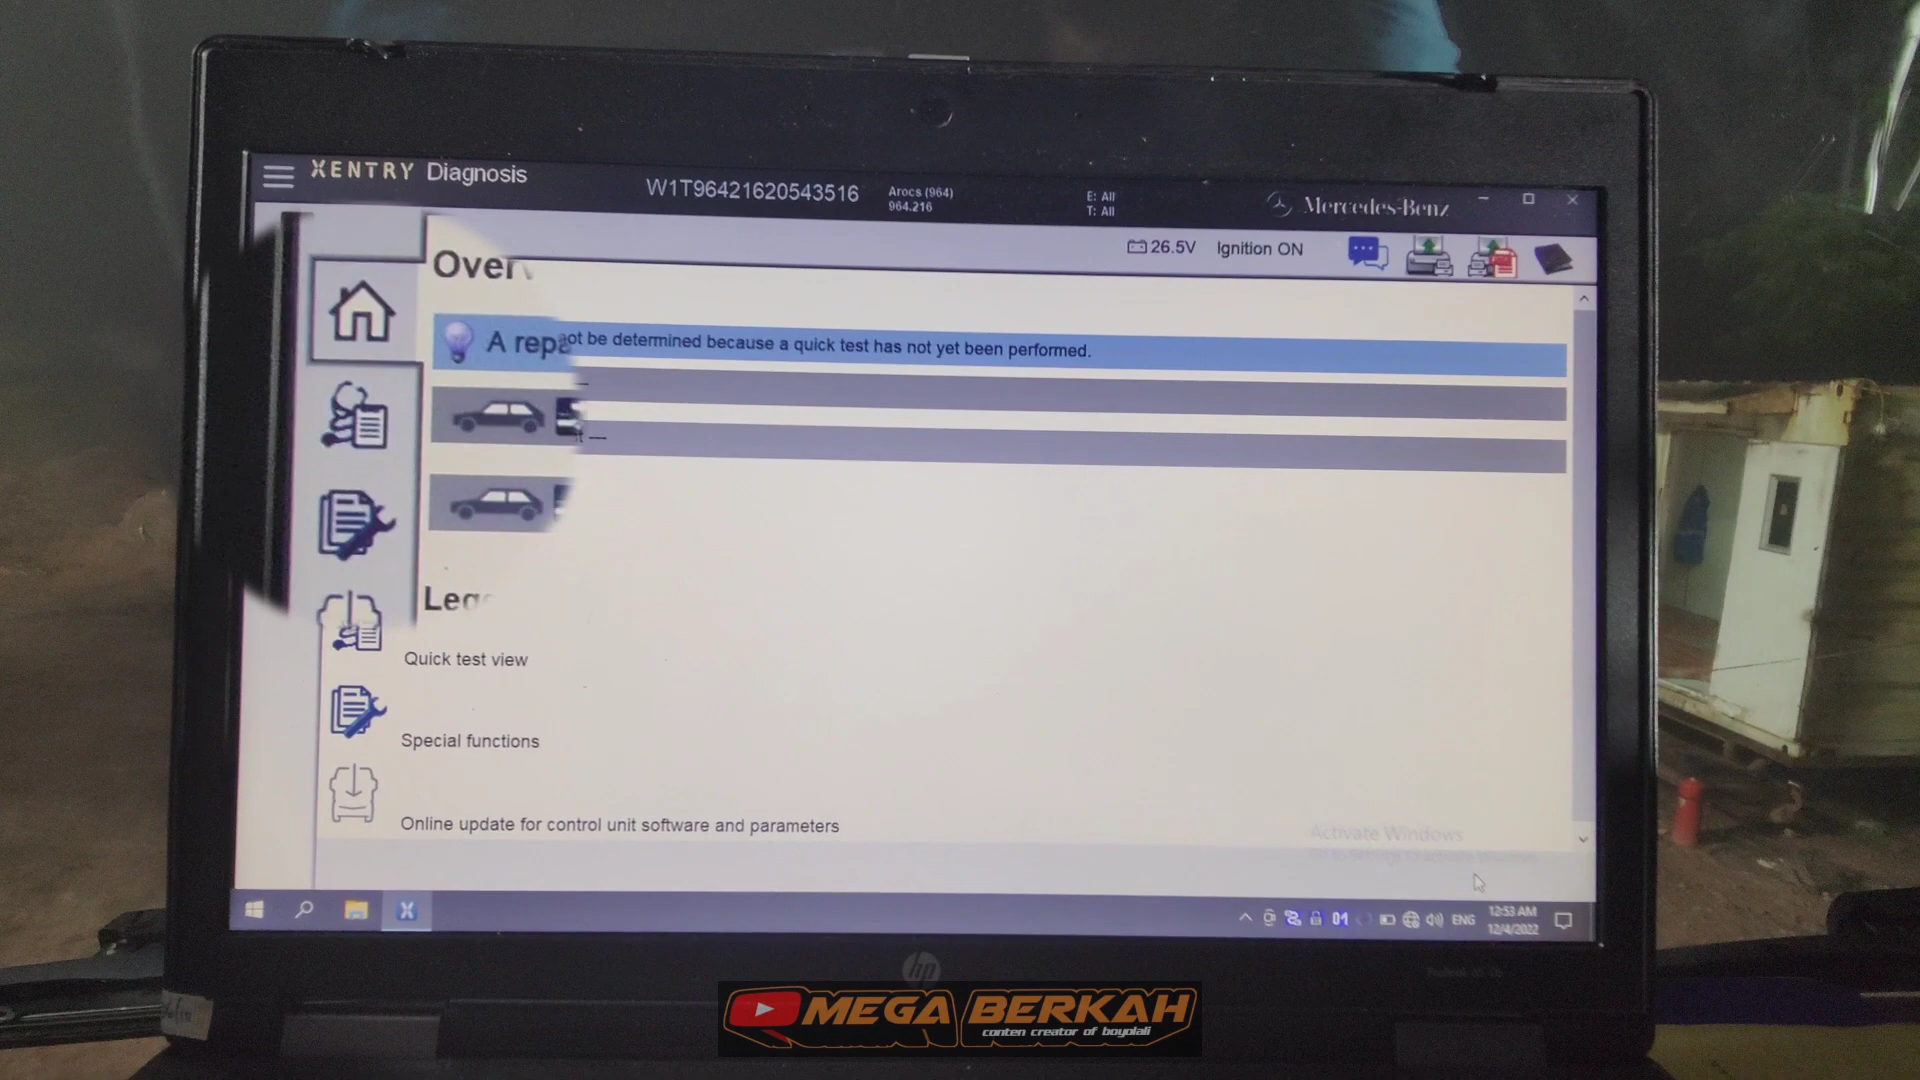 XENTRY Diagnosis
W1T96421620543516
Arocs (964)
964.216
E: All
T: All
Mercedes-Benz
26.5V Ignition ON
Over
A repa
ot be determined because a quick test has not yet been performed.
Leg
Quick test view
Special functions
Online update for control unit software and parameters
Activate Windows
01
ENG
12:53 AM
12/4/2022
hp
MEGA BERKAH
conten creator of boyolali